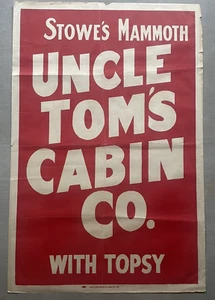 STOWE'S MAMMOTH
UNCLE
TOM'S
CABIN
CO.
WITH TOPSY